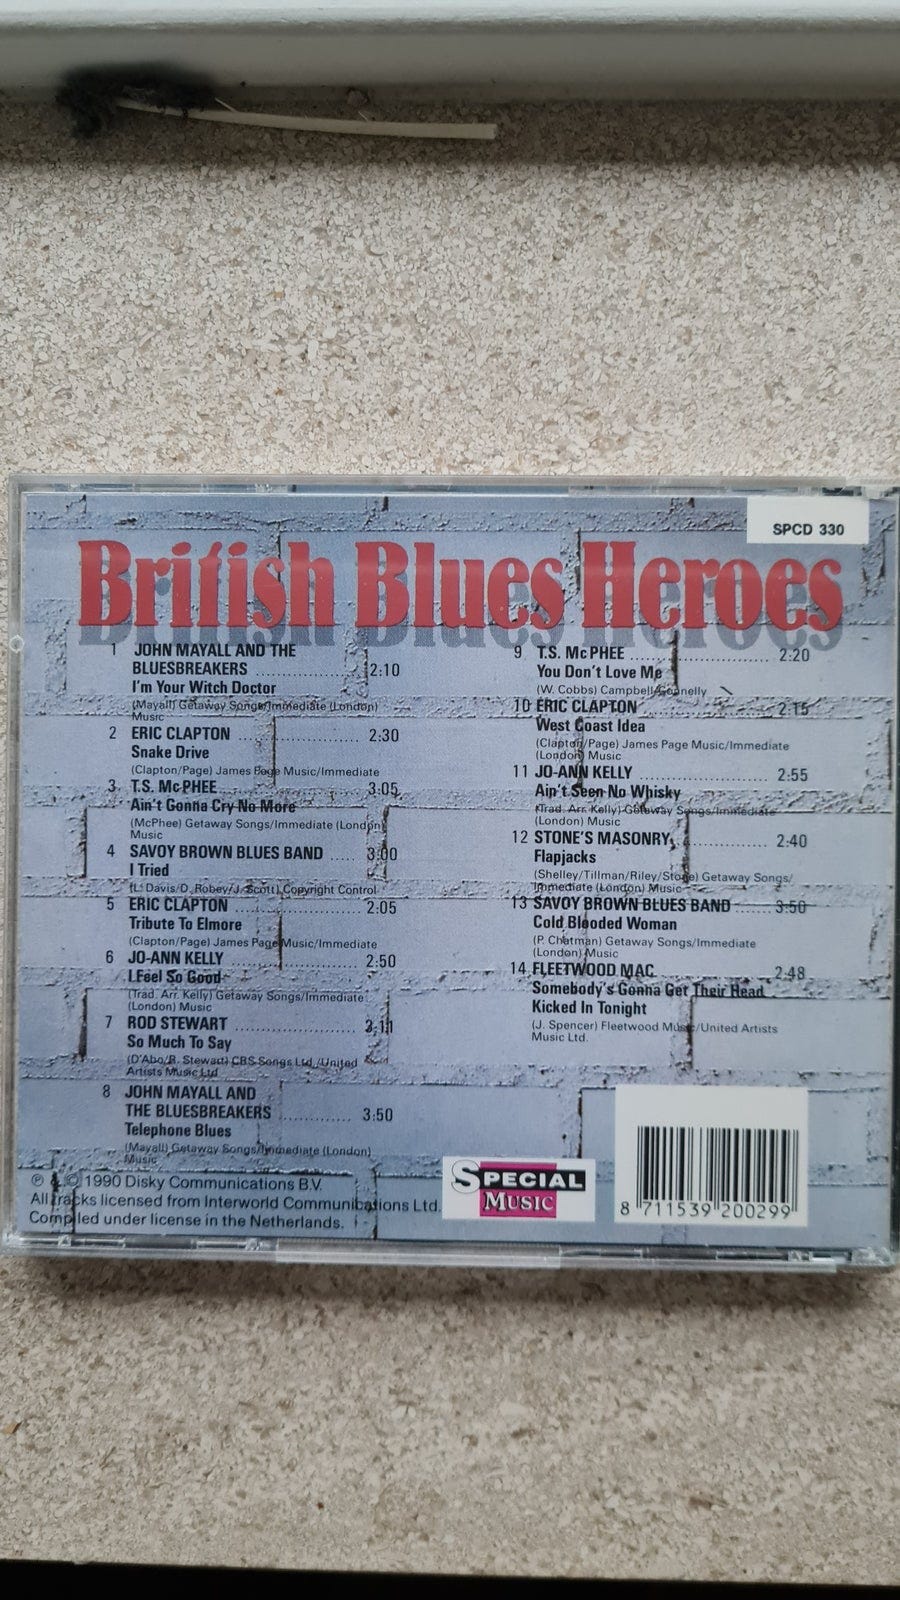 SPCD 330
British Blues Heroes
1 JOHN MAYALL AND THE
BLUESBREAKERS .................... 2:10
I'm Your Witch Doctor
(Mayall) Getaway Songs/Immediate (London)
Music
2 ERIC CLAPTON .................... 2:30
Snake Drive
(Clapton/Page) James Page Music/Immediate
3 T.S. McPHEE .................... 3:05
Ain't Gonna Cry No More
(McPhee) Getaway Songs/Immediate (London)
Music
4 SAVOY BROWN BLUES BAND ..... 3:00
I Tried
(L. Davis/D. Robey/J. Scott) Copyright Control
5 ERIC CLAPTON .................... 2:05
Tribute To Elmore
(Clapton/Page) James Page Music/Immediate
6 JO-ANN KELLY .................... 2:50
I Feel So Good
(Trad. Arr. Kelly) Getaway Songs/Immediate
(London) Music
7 ROD STEWART .................... 3:11
So Much To Say
(D'Abo/R. Stewart) CBS Songs Ltd./United
Artists Music Ltd
8 JOHN MAYALL AND
THE BLUESBREAKERS ............. 3:50
Telephone Blues
(Mayall) Getaway Songs/Immediate (London)
Music
9 T.S. McPHEE .................... 2:20
You Don't Love Me
(W. Cobbs) Campbell/Connelly
10 ERIC CLAPTON .................... 2:15
West Coast Idea
(Clapton/Page) James Page Music/Immediate
(London) Music
11 JO-ANN KELLY .................... 2:55
Ain't Seen No Whisky
(Trad. Arr. Kelly) Getaway Songs/Immediate
(London) Music
12 STONE'S MASONRY .................... 2:40
Flapjacks
(Shelley/Tillman/Riley/Stone) Getaway Songs/
Immediate (London) Music
13 SAVOY BROWN BLUES BAND ....... 3:50
Cold Blooded Woman
(P. Chatman) Getaway Songs/Immediate
(London) Music
14 FLEETWOOD MAC .................... 2:48
Somebody's Gonna Get Their Head
Kicked In Tonight
(J. Spencer) Fleetwood Music/United Artists
Music Ltd.
℗ & © 1990 Disky Communications B.V.
All tracks licensed from Interworld Communications Ltd.
Compiled under license in the Netherlands.
SPECIAL
MUSIC
8 711539 200299